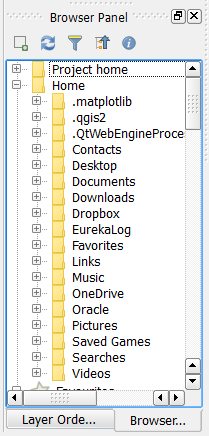 Browser Panel
Project home
Home
.matplotlib
.qgis2
.QtWebEngineProce
Contacts
Desktop
Documents
Downloads
Dropbox
EurekaLog
Favorites
Links
Music
OneDrive
Oracle
Pictures
Saved Games
Searches
Videos
Favourites
Layer Orde...
Browser...